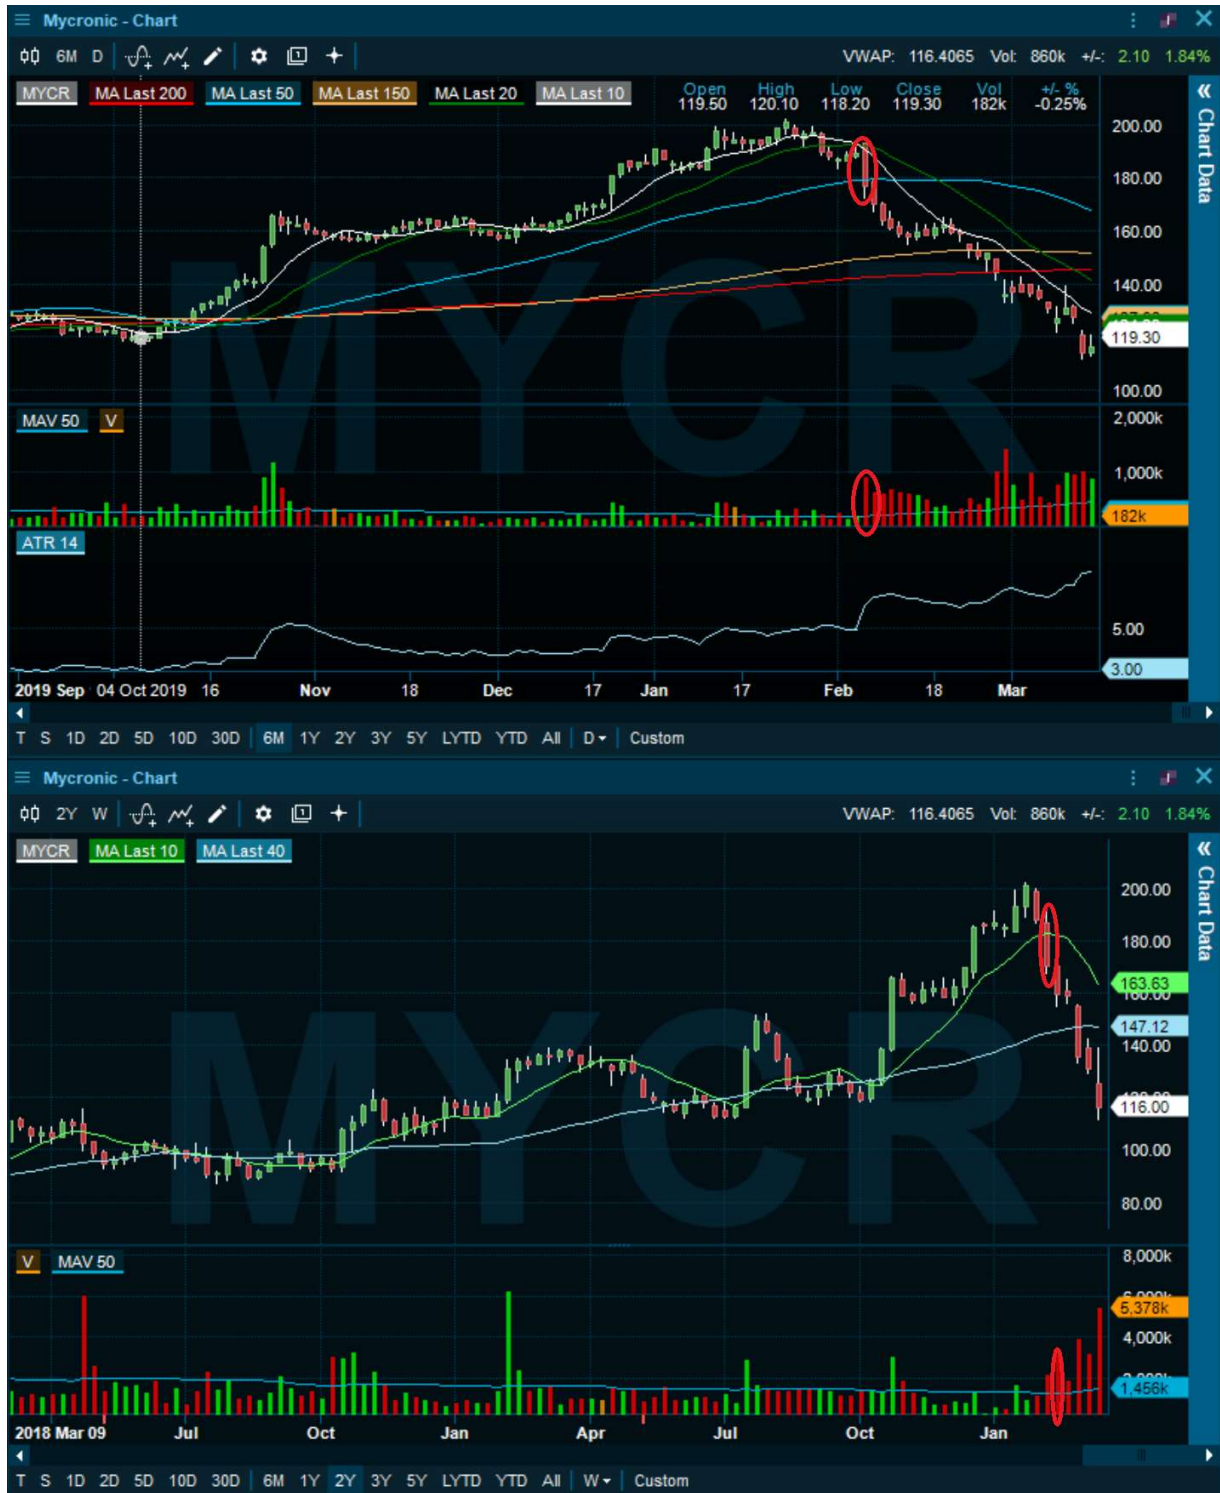 Mycronic - Chart
6M D VWAP: 116.4065 Vol: 860k +/-: 2.10 1.84%
MYCR MA Last 200 MA Last 50 MA Last 150 MA Last 20 MA Last 10
Open High Low Close Vol +/- %
119.50 120.10 118.20 119.30 182k -0.25%
Chart Data
200.00
180.00
160.00
140.00
119.30
100.00
MYCR
MAV 50 V
2,000k
1,000k
182k
ATR 14
5.00
3.00
2019 Sep 04 Oct 2019 16 Nov 18 Dec 17 Jan 17 Feb 18 Mar
T S 1D 2D 5D 10D 30D 6M 1Y 2Y 3Y 5Y LYTD YTD All D Custom
Mycronic - Chart
2Y W VWAP: 116.4065 Vol: 860k +/-: 2.10 1.84%
MYCR MA Last 10 MA Last 40
Chart Data
200.00
180.00
163.63
160.00
147.12
140.00
116.00
100.00
80.00
MYCR
V MAV 50
8,000k
5,378k
4,000k
1,456k
2018 Mar 09 Jul Oct Jan Apr Jul Oct Jan
T S 1D 2D 5D 10D 30D 6M 1Y 2Y 3Y 5Y LYTD YTD All W Custom